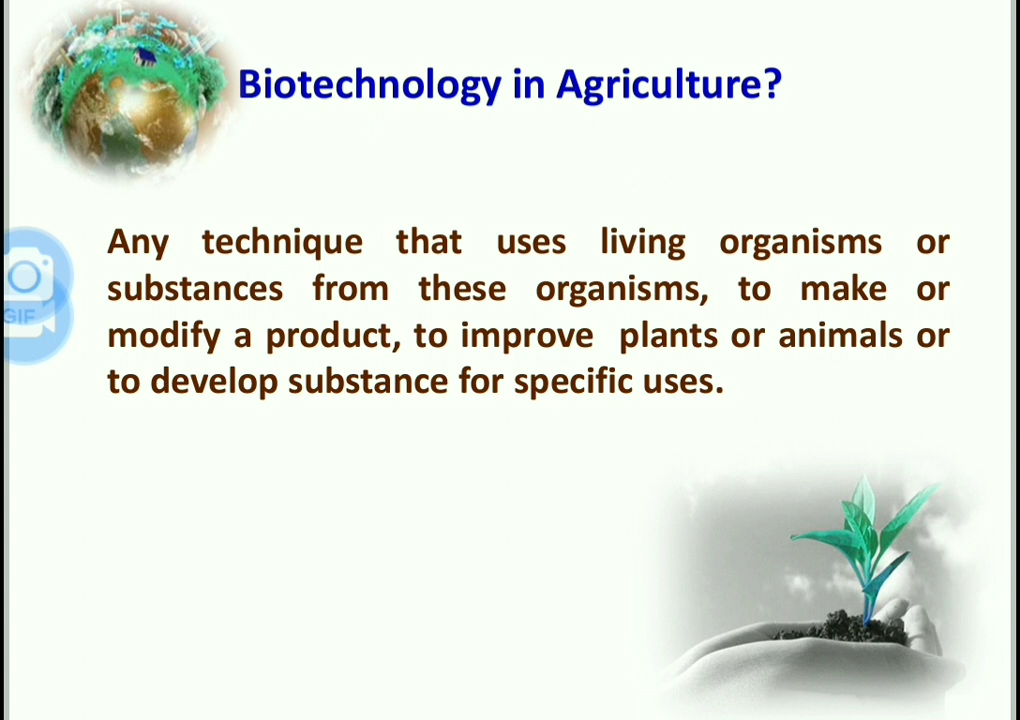 Biotechnology in Agriculture?
Any technique that uses living organisms or
substances from these organisms, to make or
modify a product, to improve plants or animals or
to develop substance for specific uses.
GIF